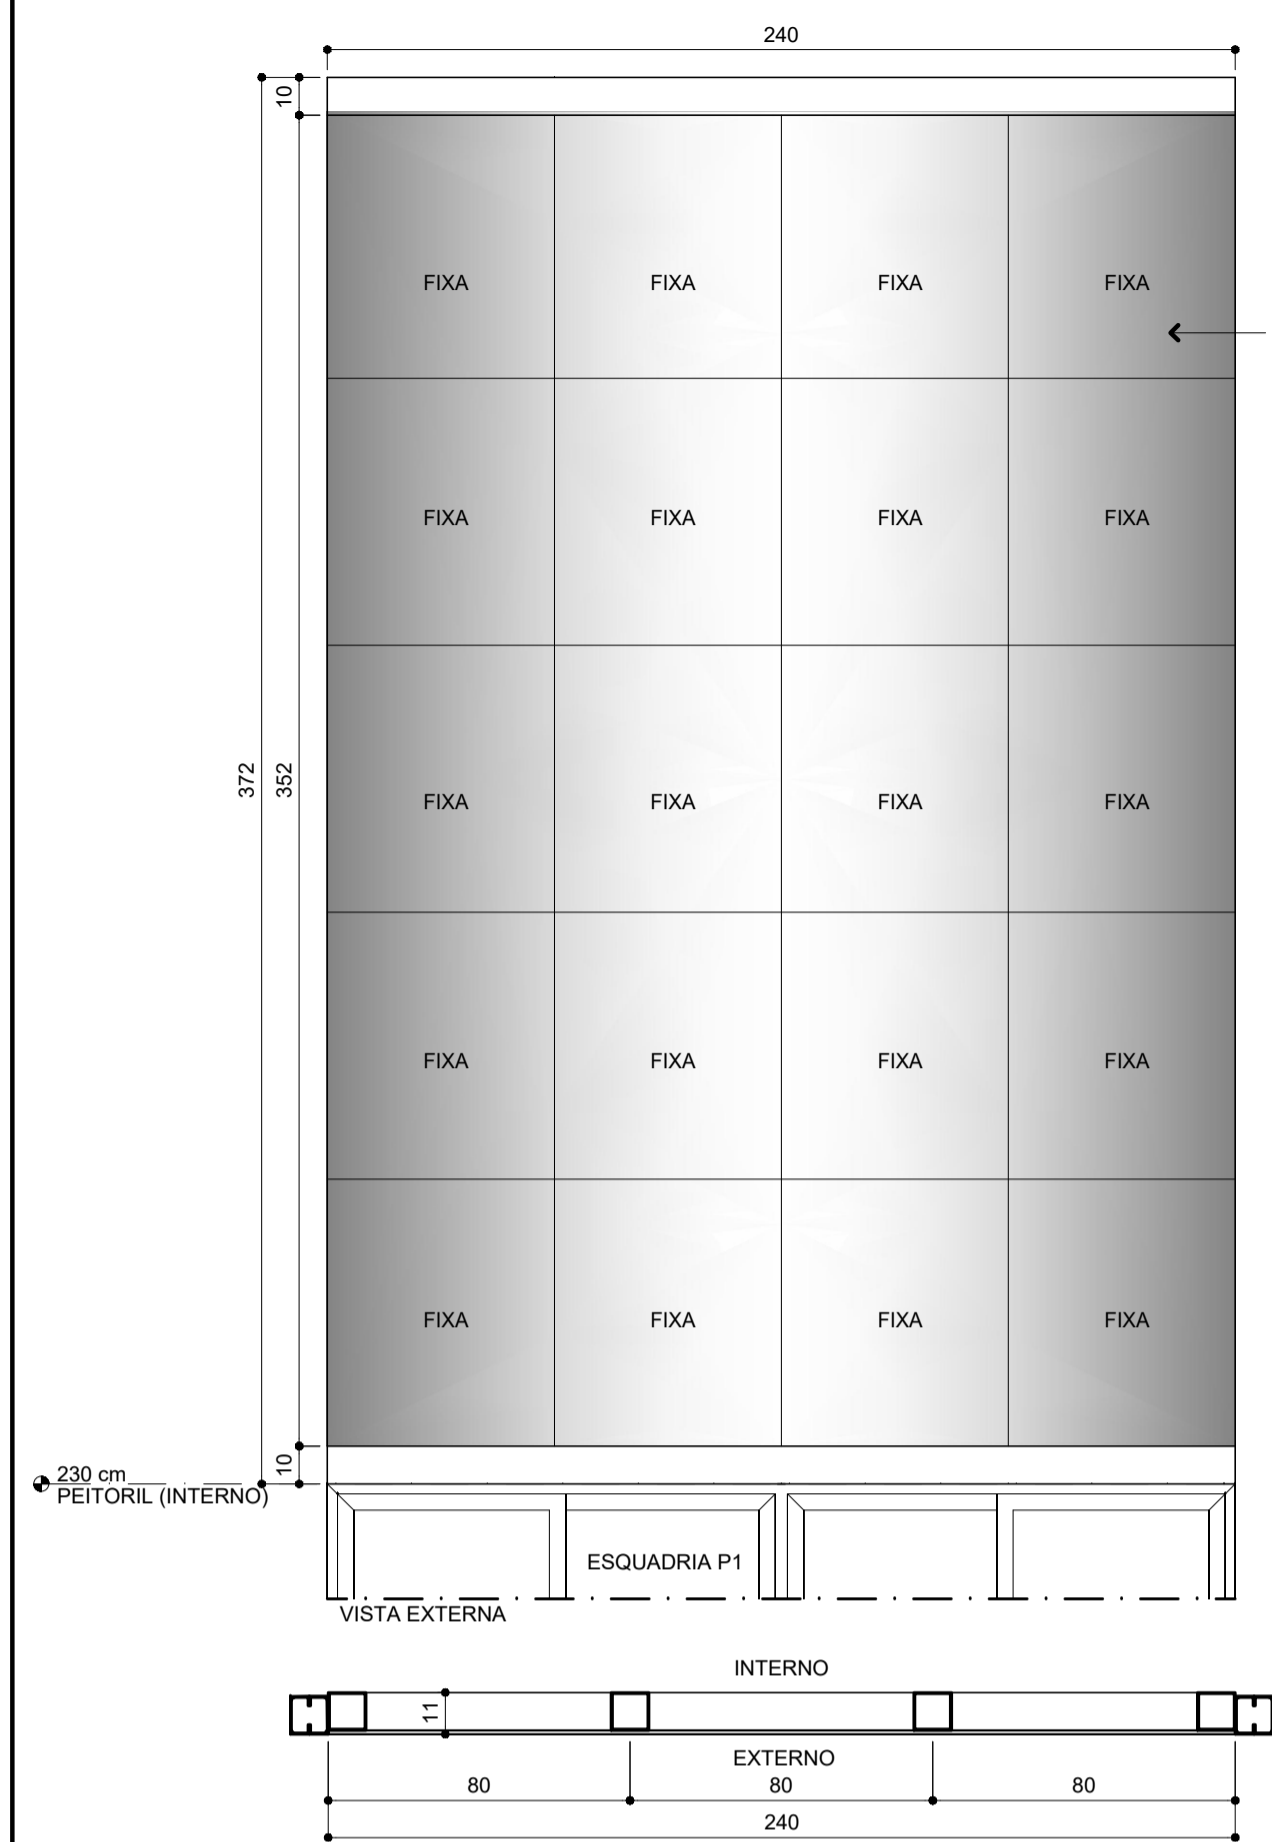 240
10
FIXA FIXA FIXA FIXA
FIXA FIXA FIXA FIXA
372 352
FIXA FIXA FIXA FIXA
FIXA FIXA FIXA FIXA
FIXA FIXA FIXA FIXA
10
230 cm
PEITORIL (INTERNO)
ESQUADRIA P1
VISTA EXTERNA
INTERNO
11
EXTERNO
80 80 80
240